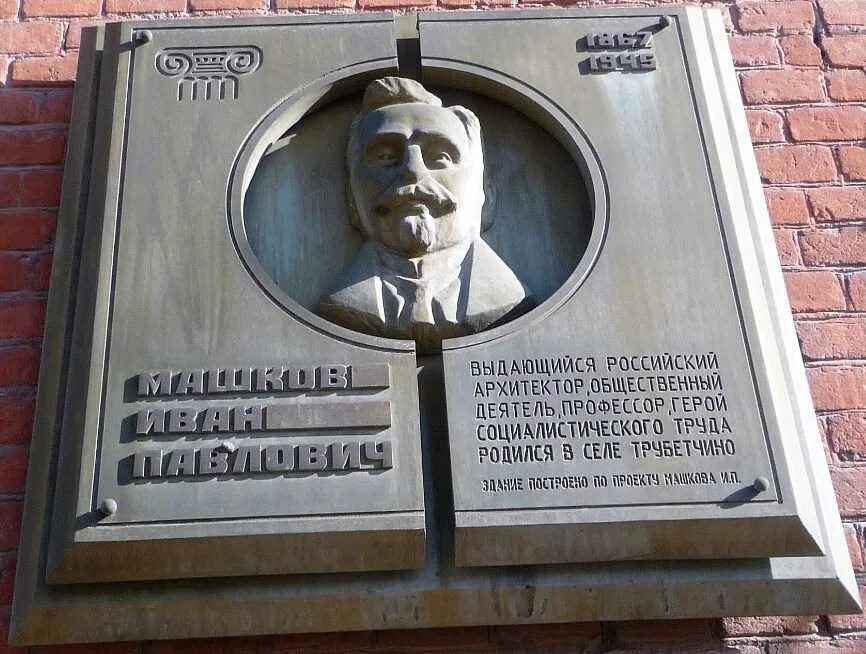 1867
1945
МАШКОВ
ИВАН
ПАВЛОВИЧ
ВЫДАЮЩИЙСЯ РОССИЙСКИЙ
АРХИТЕКТОР, ОБЩЕСТВЕННЫЙ
ДЕЯТЕЛЬ, ПРОФЕССОР, ГЕРОЙ
СОЦИАЛИСТИЧЕСКОГО ТРУДА
РОДИЛСЯ В СЕЛЕ ТРУБЕТЧИНО
ЗДАНИЕ ПОСТРОЕНО ПО ПРОЕКТУ МАШКОВА И.П.